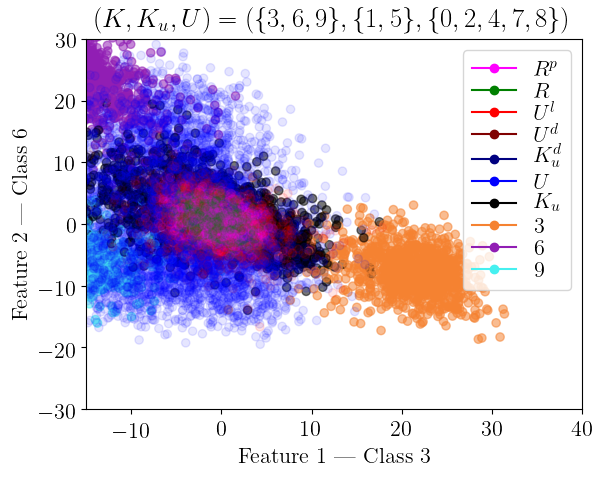 (K, K_u, U) = ({3, 6, 9}, {1, 5}, {0, 2, 4, 7, 8})
30
20
10
0
−10
−20
−30
Feature 2 — Class 6
R^p
R
U^l
U^d
K_u^d
U
K_u
3
6
9
−10 0 10 20 30 40
Feature 1 — Class 3